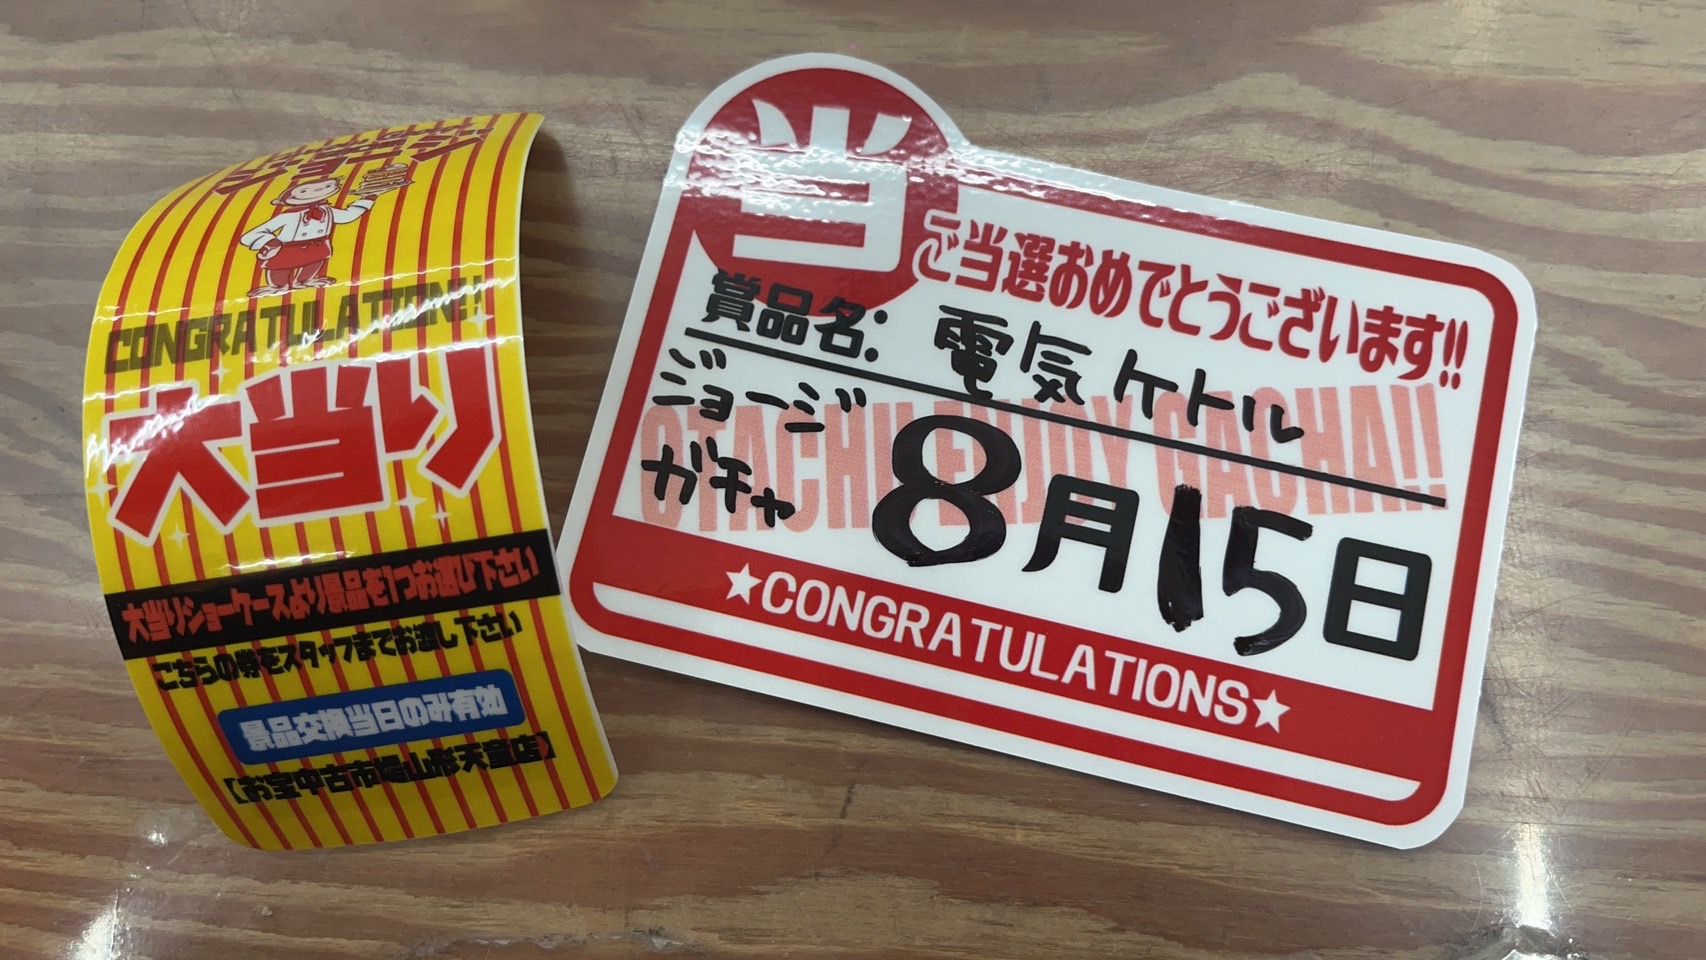 CONGRATULATION!!
大当り
大当りショーケースより景品を1つお選び下さい
こちらの券をスタッフまでお渡し下さい
景品交換当日のみ有効
【お宝中古市場山形天童店】
当
ご当選おめでとうございます!!
賞品名: 電気ケトル
ジョージ
ガチャ
8月15日
OTACHU ENJOY GACHA!!
★CONGRATULATIONS★